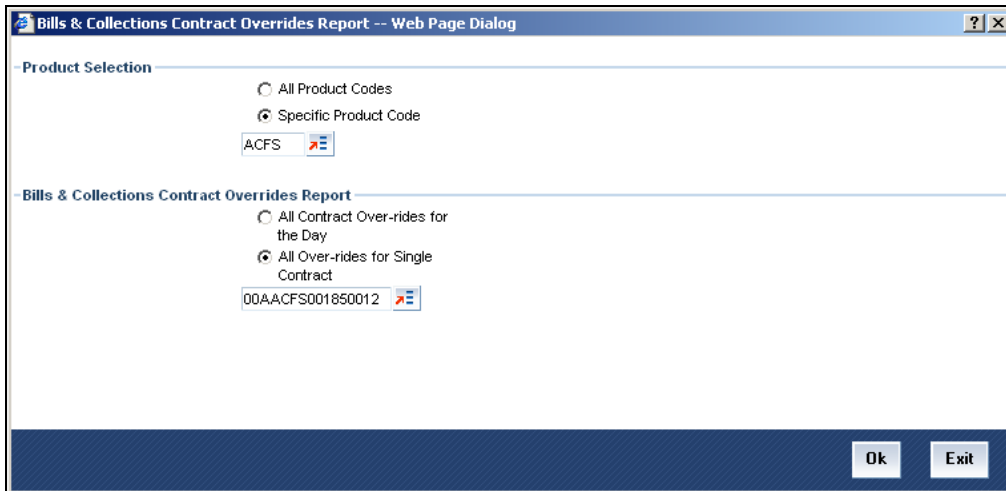 Bills & Collections Contract Overrides Report -- Web Page Dialog
Product Selection
All Product Codes
Specific Product Code
ACFS
Bills & Collections Contract Overrides Report
All Contract Over-rides for
the Day
All Over-rides for Single
Contract
00AACFS001850012
Ok Exit